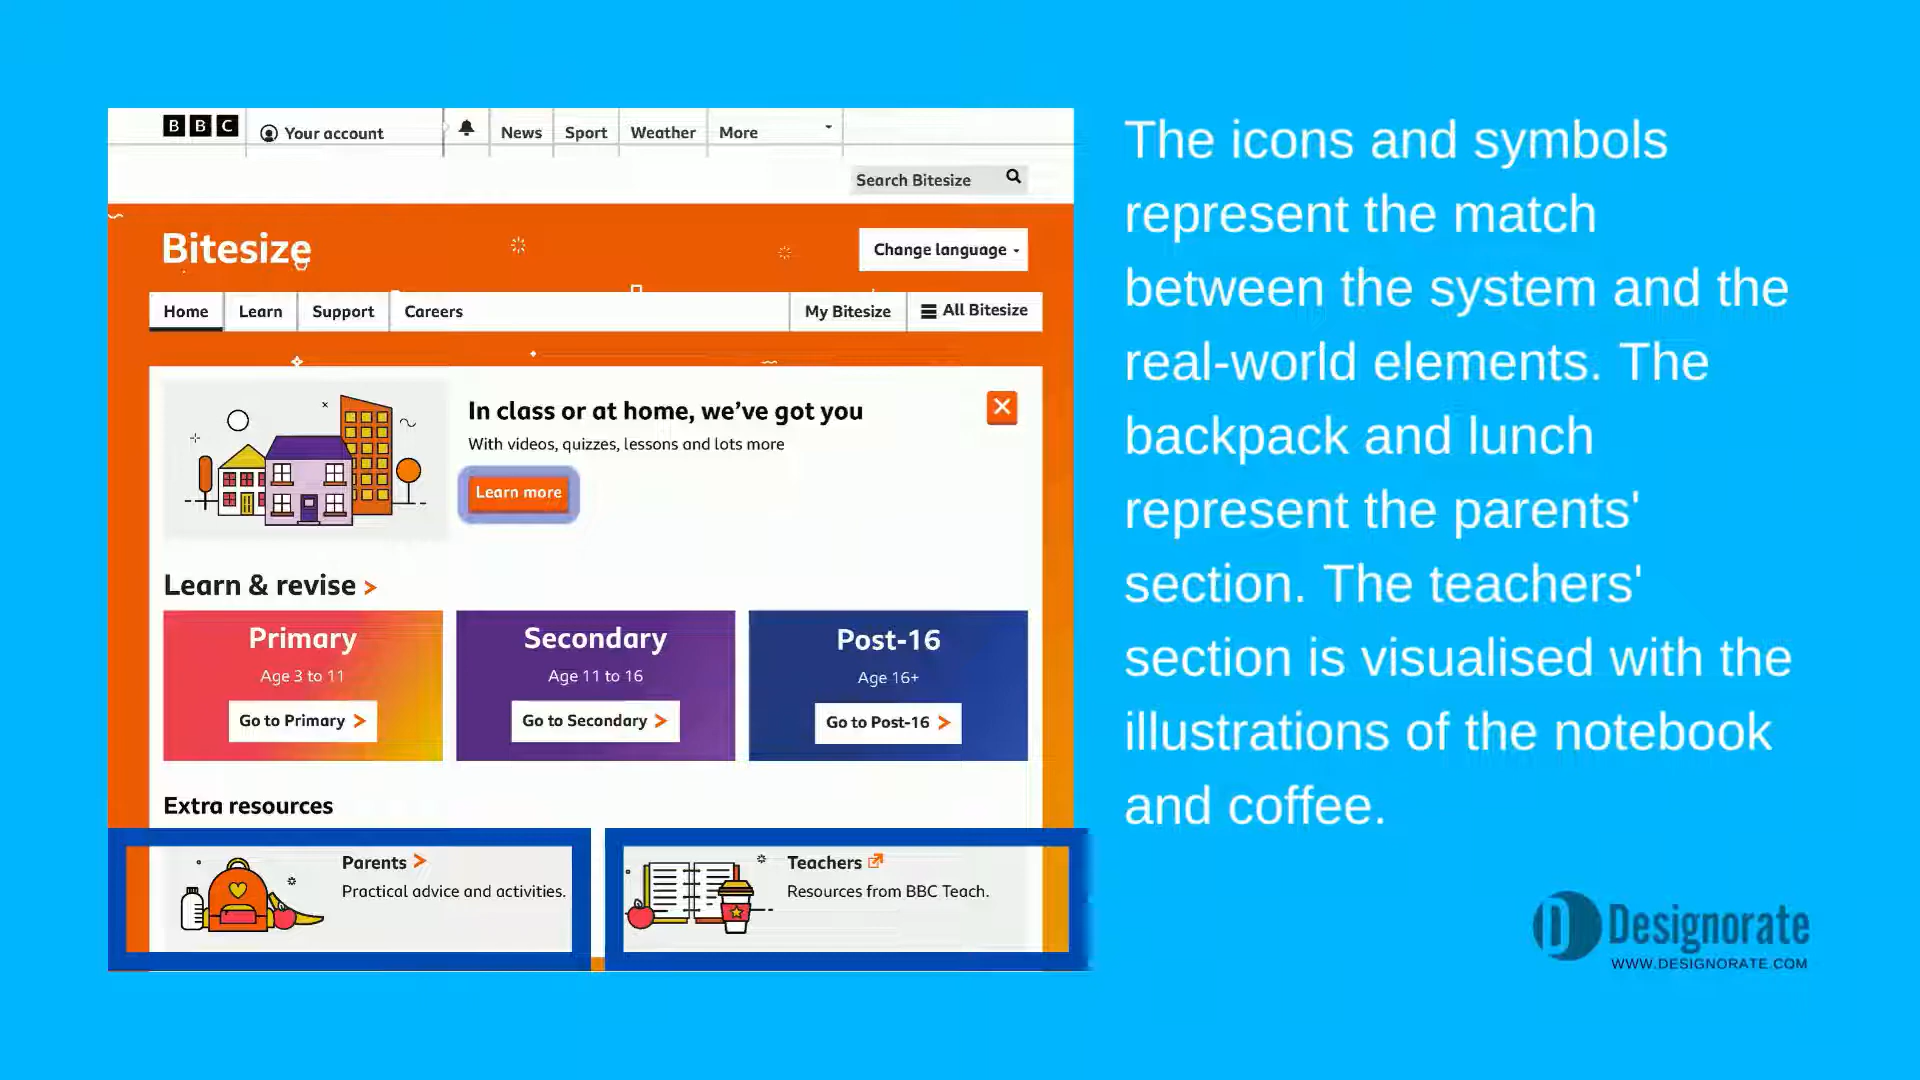 BBC
Your account
News
Sport
Weather
More
Search Bitesize
Bitesize
Change language
Home
Learn
Support
Careers
My Bitesize
All Bitesize
In class or at home, we’ve got you
With videos, quizzes, lessons and lots more
Learn more
Learn & revise
Primary
Age 3 to 11
Go to Primary
Secondary
Age 11 to 16
Go to Secondary
Post-16
Age 16+
Go to Post-16
Extra resources
Parents
Practical advice and activities.
Teachers
Resources from BBC Teach.
The icons and symbols
represent the match
between the system and the
real-world elements. The
backpack and lunch
represent the parents'
section. The teachers'
section is visualised with the
illustrations of the notebook
and coffee.
Designorate
WWW.DESIGNORATE.COM